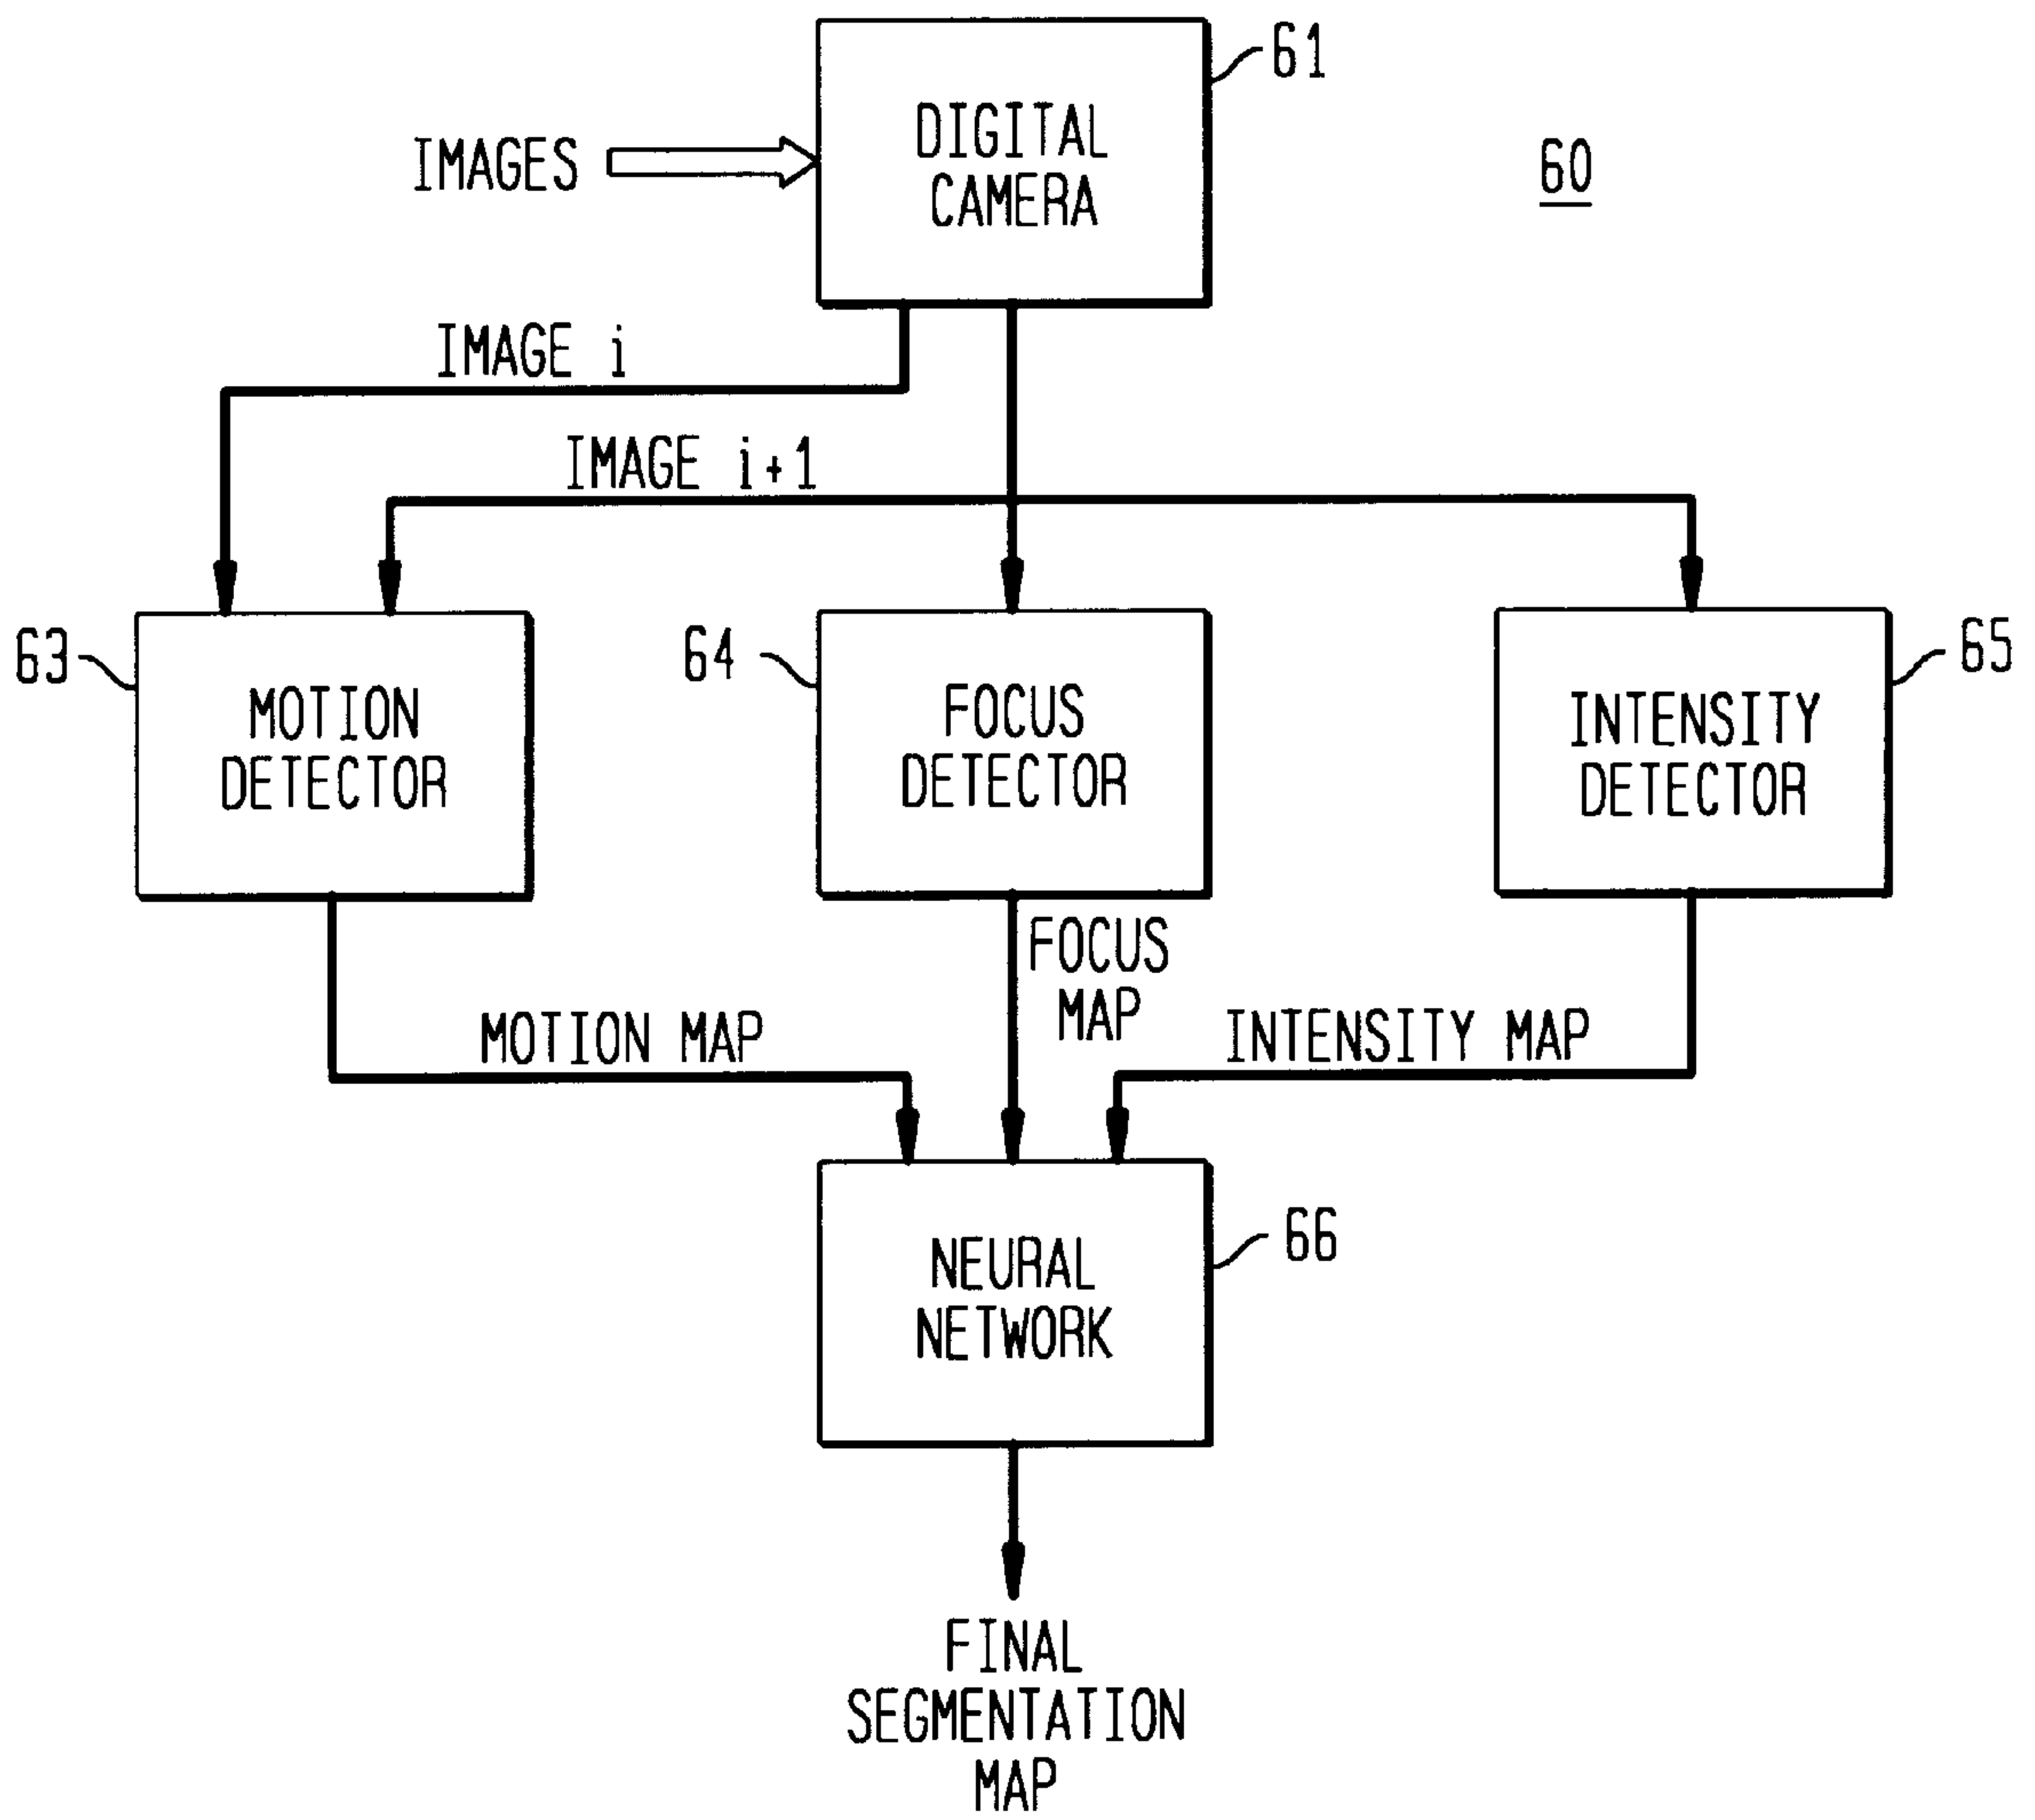 61
DIGITAL
CAMERA
IMAGES
60
IMAGE i
IMAGE i+1
63
MOTION
DETECTOR
64
FOCUS
DETECTOR
65
INTENSITY
DETECTOR
FOCUS
MAP
MOTION MAP
INTENSITY MAP
NEURAL
NETWORK
66
FINAL
SEGMENTATION
MAP